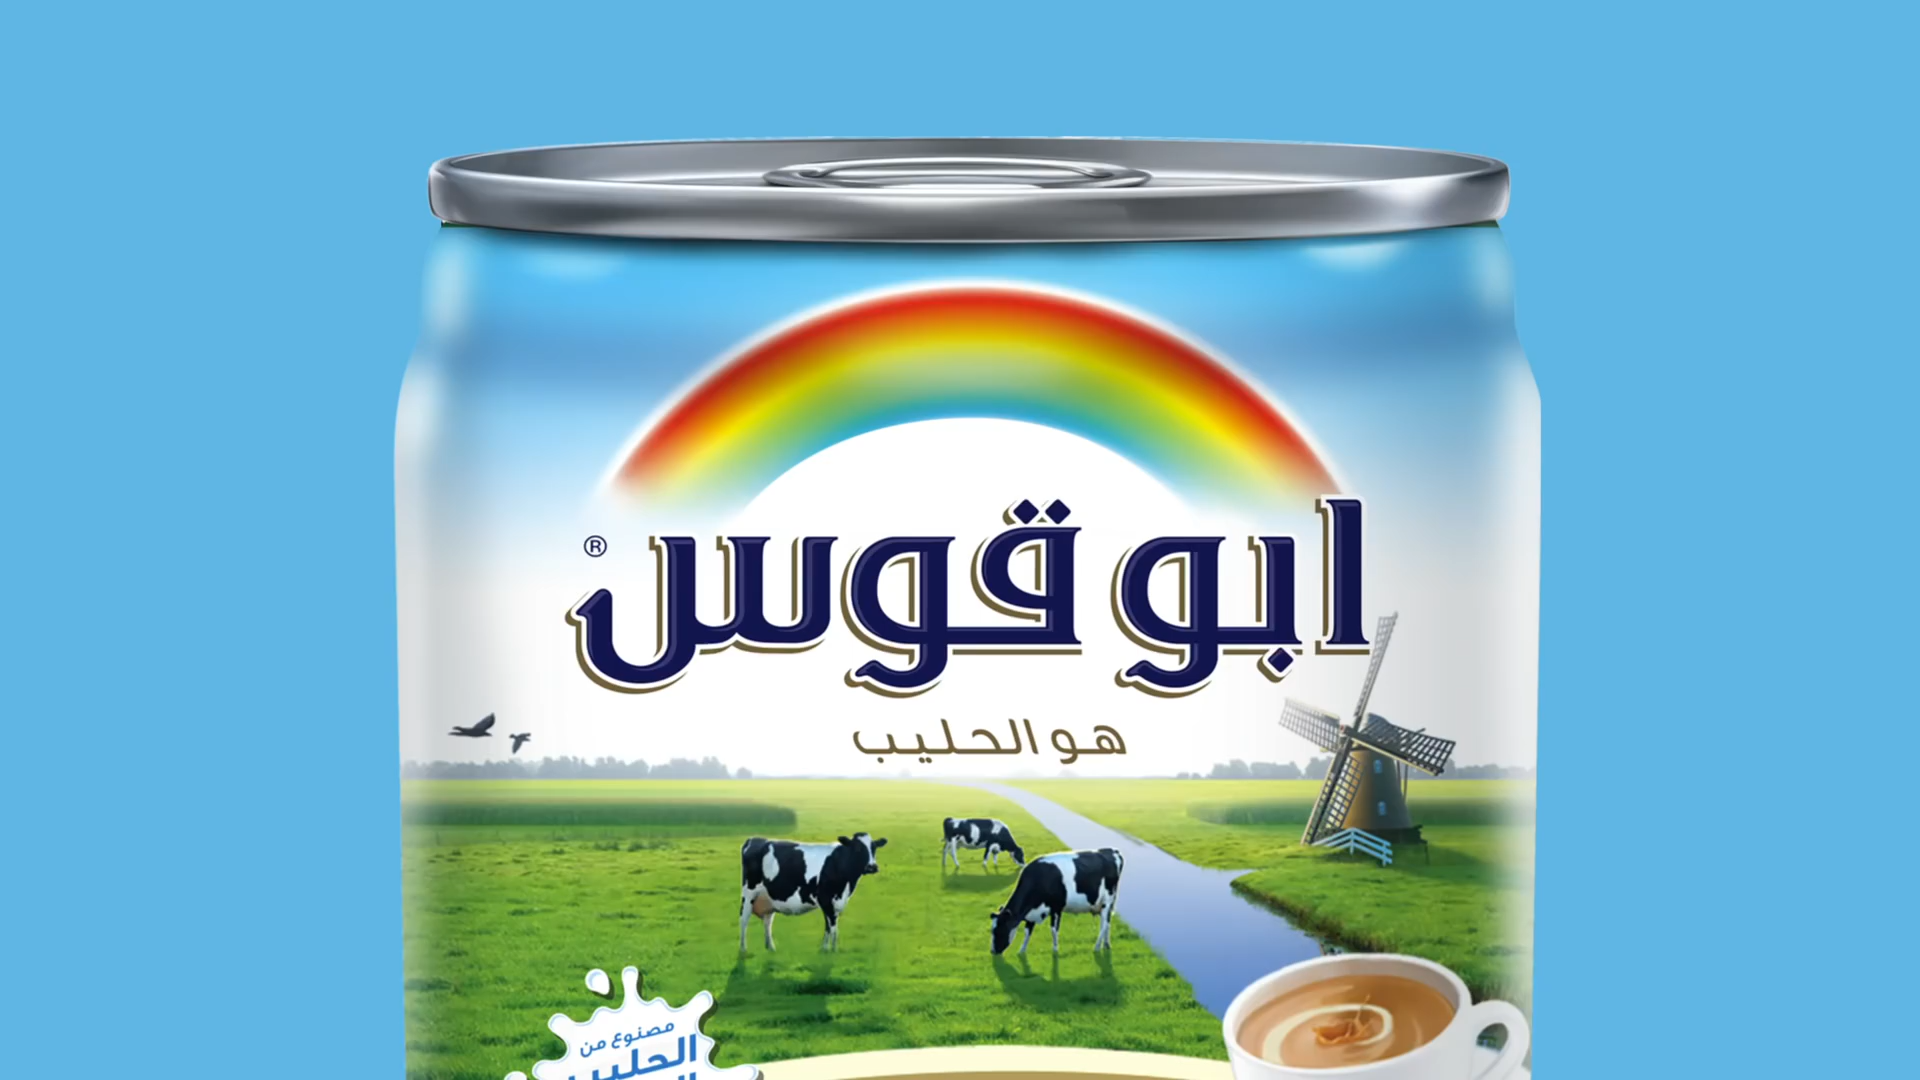 ابو قوس ®
هو الحليب
مصنوع من
الحليب